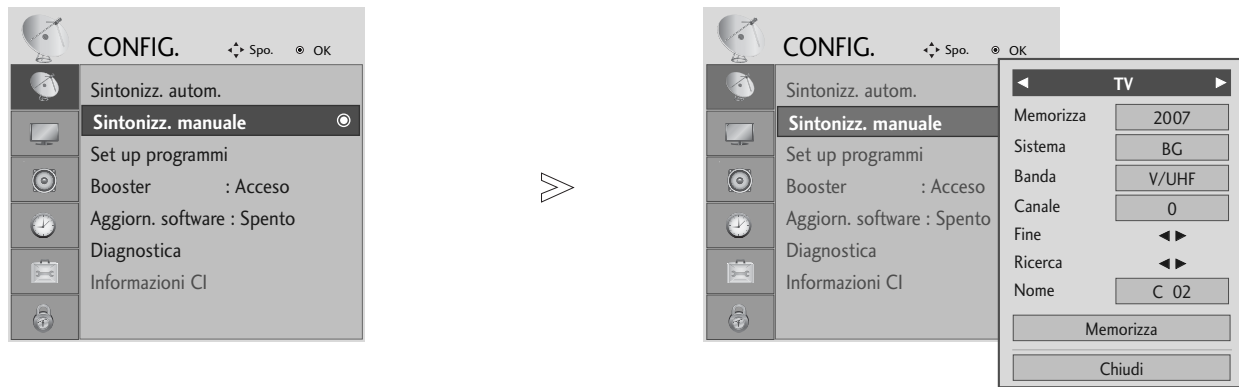 CONFIG. Spo. OK
Sintonizz. autom.
Sintonizz. manuale
Set up programmi
Booster : Acceso
Aggiorn. software : Spento
Diagnostica
Informazioni CI
CONFIG. Spo. OK
Sintonizz. autom.
Sintonizz. manuale
Set up programmi
Booster : Acceso
Aggiorn. software : Spento
Diagnostica
Informazioni CI
TV
Memorizza 2007
Sistema BG
Banda V/UHF
Canale 0
Fine
Ricerca
Nome C 02
Memorizza
Chiudi